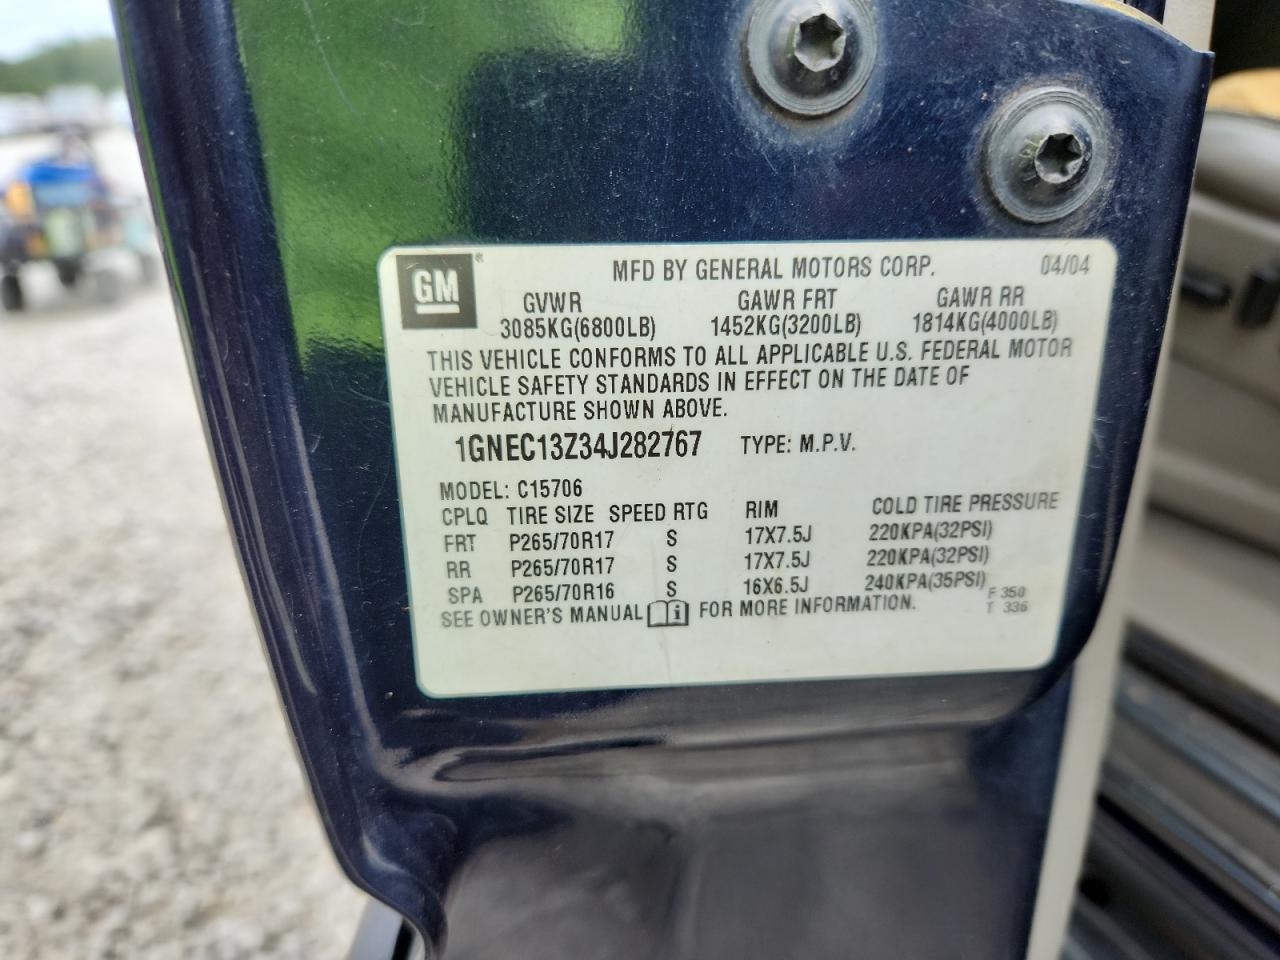 GM ®
MFD BY GENERAL MOTORS CORP. 04/04
GVWR GAWR FRT GAWR RR
3085KG(6800LB) 1452KG(3200LB) 1814KG(4000LB)
THIS VEHICLE CONFORMS TO ALL APPLICABLE U.S. FEDERAL MOTOR
VEHICLE SAFETY STANDARDS IN EFFECT ON THE DATE OF
MANUFACTURE SHOWN ABOVE.
1GNEC13Z34J282767 TYPE: M.P.V.
MODEL: C15706
CPLQ TIRE SIZE SPEED RTG RIM COLD TIRE PRESSURE
FRT P265/70R17 S 17X7.5J 220KPA(32PSI)
RR P265/70R17 S 17X7.5J 220KPA(32PSI)
SPA P265/70R16 S 16X6.5J 240KPA(35PSI)
SEE OWNER'S MANUAL i FOR MORE INFORMATION.
F 350
T 336